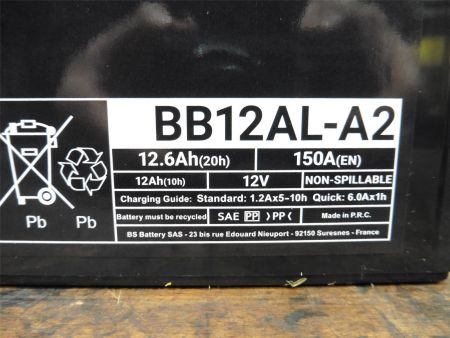 BB12AL-A2
12.6Ah(20h) 150A(EN)
12Ah(10h) 12V NON-SPILLABLE
Charging Guide: Standard: 1.2Ax5-10h Quick: 6.0Ax1h
Battery must be recycled SAE PP >PP< Made in P.R.C.
BS Battery SAS - 23 bis rue Edouard Nieuport - 92150 Suresnes - France
Pb Pb